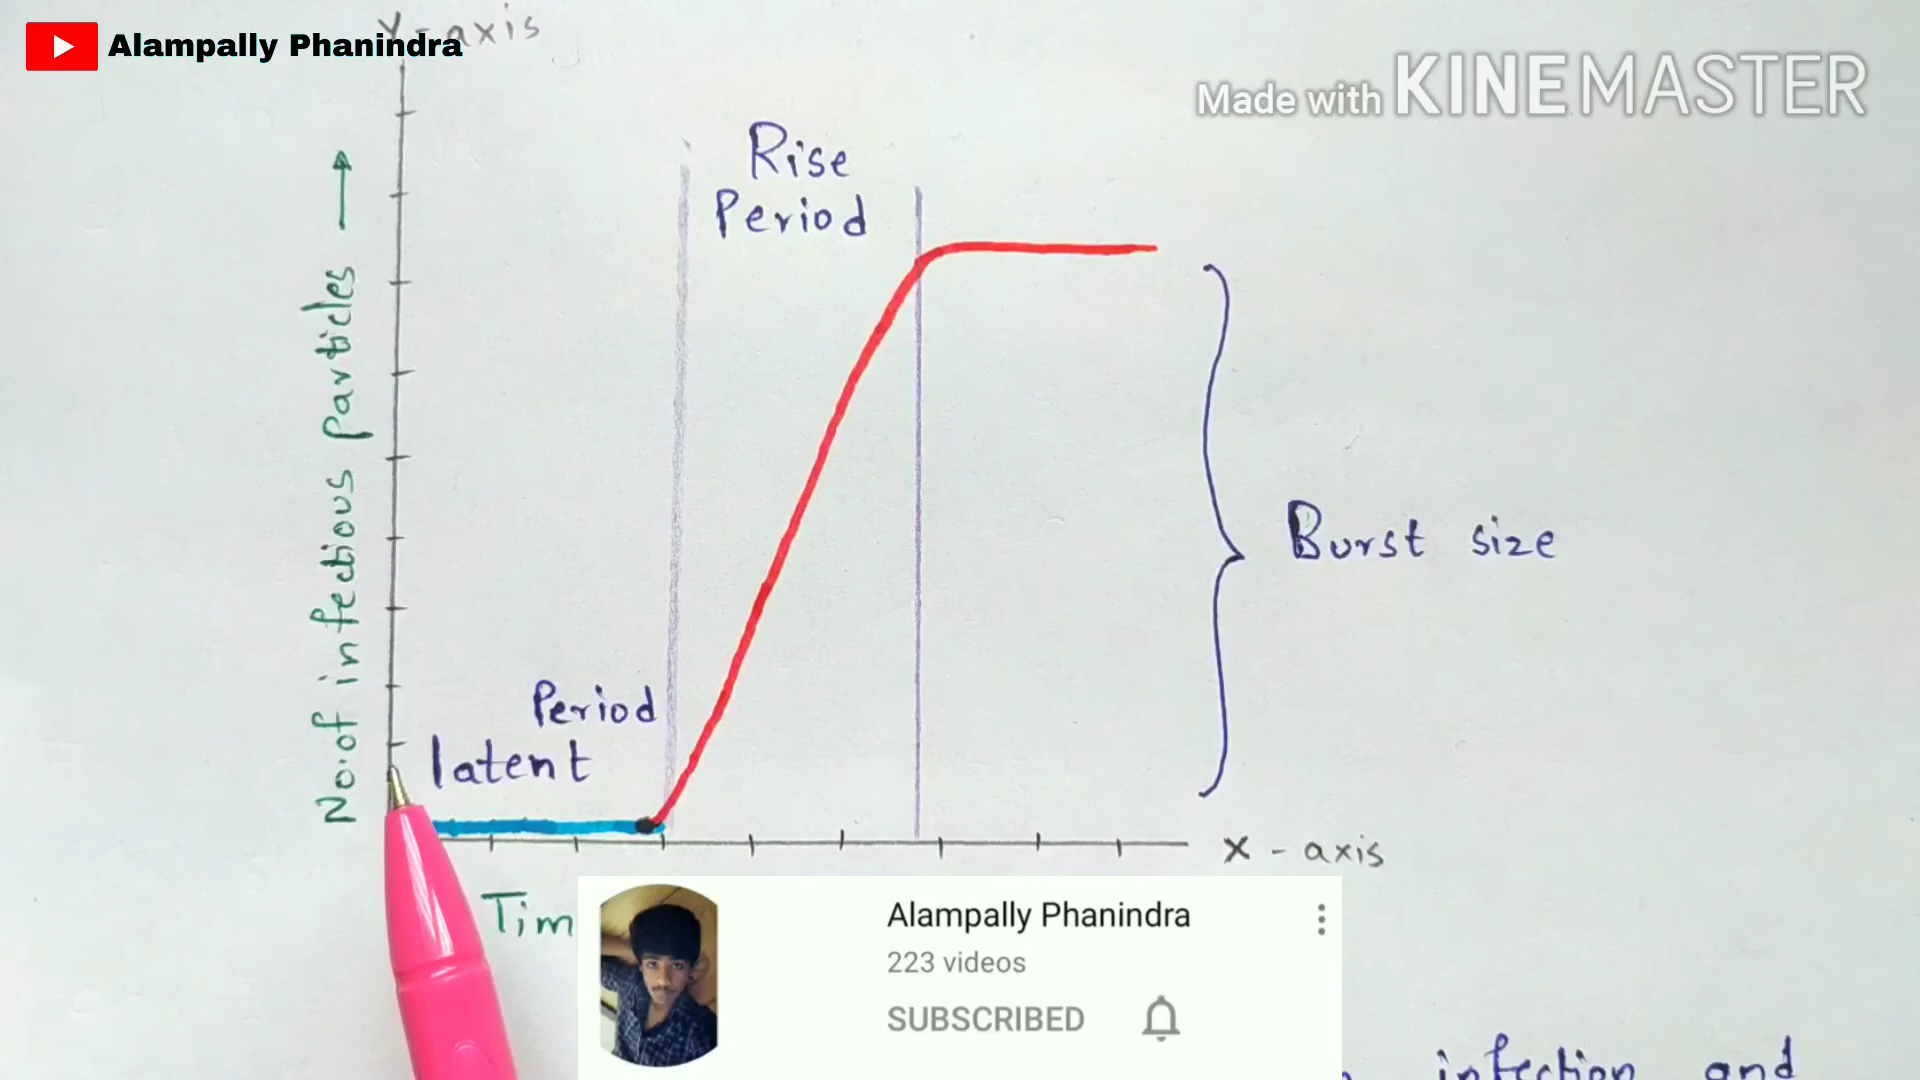 Y-axis
Alampally Phanindra
Made with KINEMASTER
Rise
Period
No. of infectious particles
Burst size
Period
latent
X - axis
Tim
Alampally Phanindra
223 videos
SUBSCRIBED
infection and